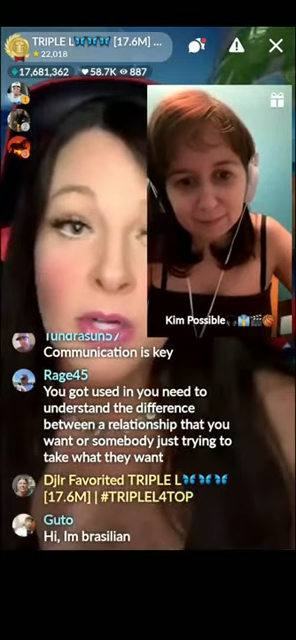 TRIPLE L🦋🦋🦋 [17.6M] ...
★ 22,018
17,681,362 58.7K 887
Kim Possible
Tundrasun57
Communication is key
Rage45
You got used in you need to
understand the difference
between a relationship that you
want or somebody just trying to
take what they want
Djlr Favorited TRIPLE L🦋🦋🦋
[17.6M] | #TRIPLEL4TOP
Guto
Hi, Im brasilian